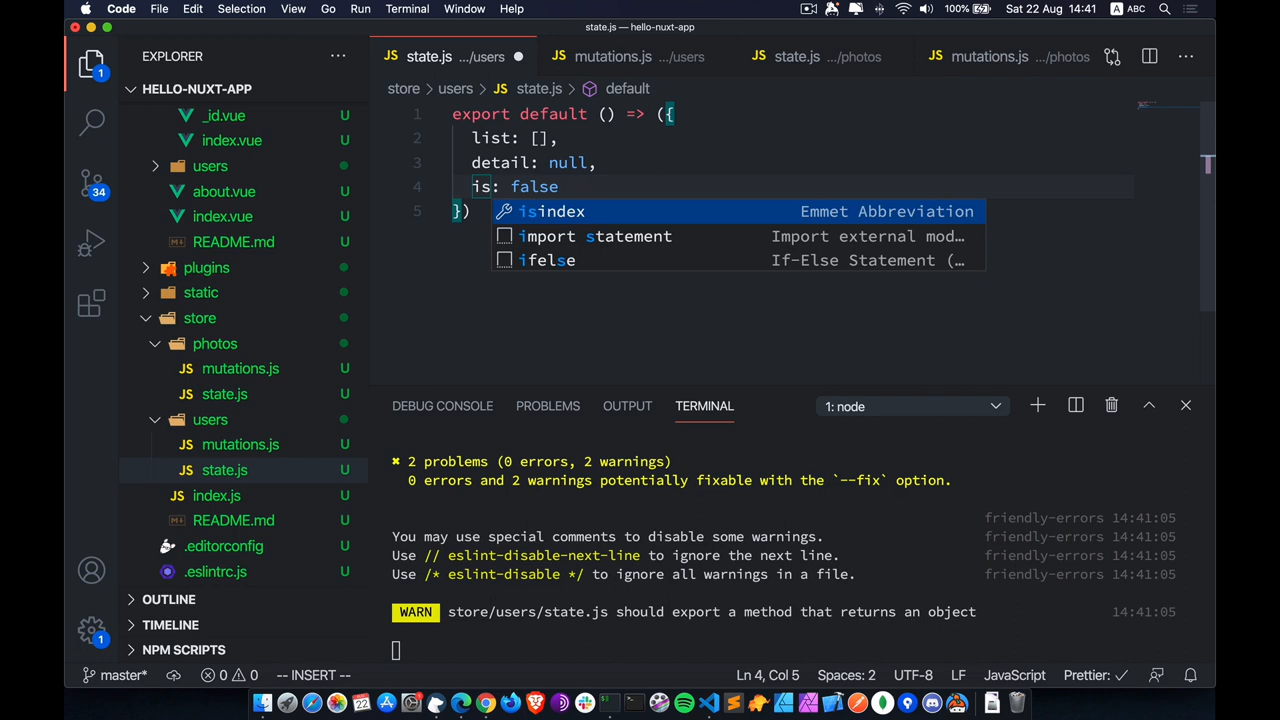 Code File Edit Selection View Go Run Terminal Window Help 100% Sat 22 Aug 14:41 A ABC
state.js — hello-nuxt-app
EXPLORER
JS state.js .../users JS mutations.js .../users JS state.js .../photos JS mutations.js .../photos
HELLO-NUXT-APP
_id.vue U
index.vue U
users
about.vue U
index.vue U
README.md U
plugins
static
store
photos
JS mutations.js U
JS state.js U
users
JS mutations.js U
JS state.js U
JS index.js U
README.md U
.editorconfig U
.eslintrc.js U
OUTLINE
TIMELINE
NPM SCRIPTS
1
34
1
store > users > JS state.js > default
1 export default () => ({
2 list: [],
3 detail: null,
4 is: false
5 })
isindex Emmet Abbreviation
import statement Import external mod…
ifelse If-Else Statement (…
DEBUG CONSOLE PROBLEMS OUTPUT TERMINAL 1: node
✖ 2 problems (0 errors, 2 warnings)
0 errors and 2 warnings potentially fixable with the `--fix` option.
friendly-errors 14:41:05
You may use special comments to disable some warnings. friendly-errors 14:41:05
Use // eslint-disable-next-line to ignore the next line. friendly-errors 14:41:05
Use /* eslint-disable */ to ignore all warnings in a file. friendly-errors 14:41:05
WARN store/users/state.js should export a method that returns an object 14:41:05
master* 0 0 -- INSERT -- Ln 4, Col 5 Spaces: 2 UTF-8 LF JavaScript Prettier: ✓
22